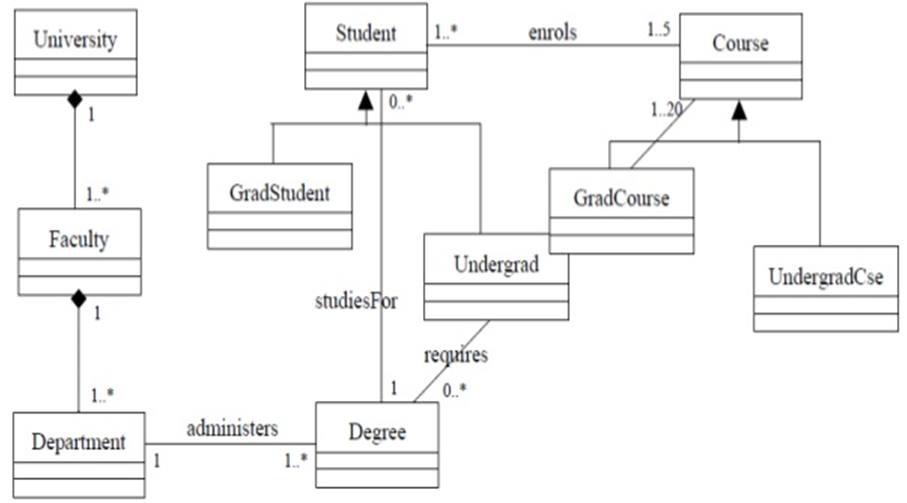 University
Student
1..*
enrols
1..5
Course
1
0..*
1..20
1..*
GradStudent
GradCourse
Faculty
Undergrad
UndergradCse
1
studiesFor
requires
1..*
1
0..*
Department
administers
Degree
1
1..*